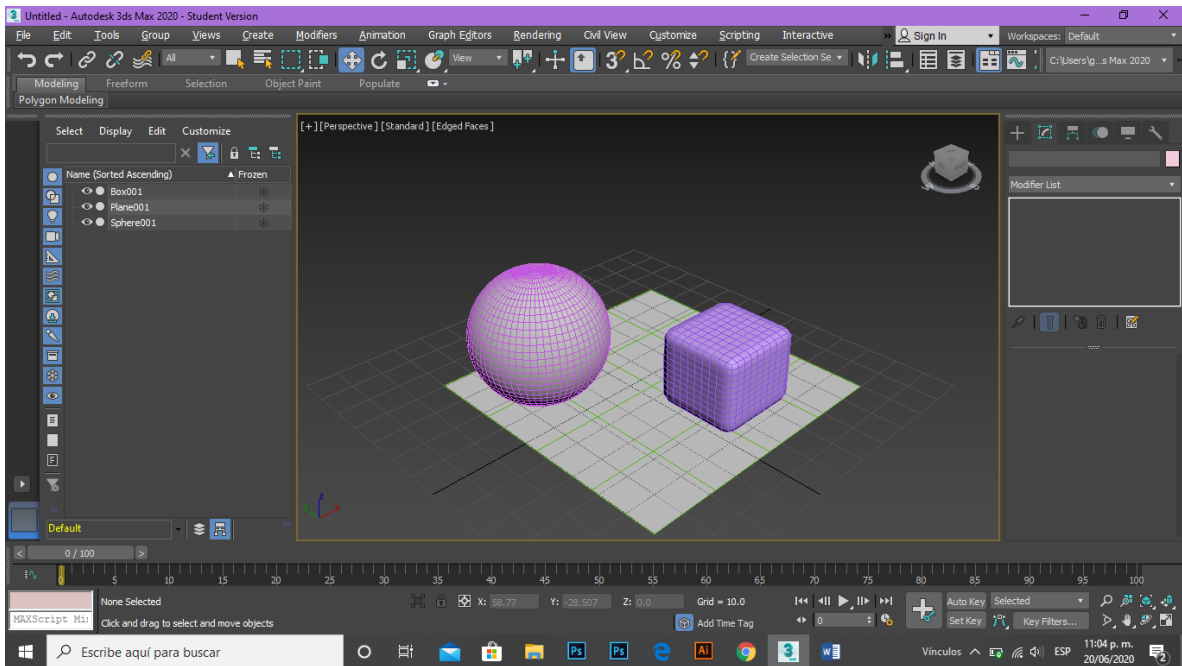 Untitled - Autodesk 3ds Max 2020 - Student Version
File Edit Tools Group Views Create Modifiers Animation Graph Editors Rendering Civil View Customize Scripting Interactive » Sign In Workspaces: Default
All View Create Selection Se C:\Users\g...s Max 2020
Modeling Freeform Selection Object Paint Populate
Polygon Modeling
Select Display Edit Customize
[+] [Perspective ] [Standard ] [Edged Faces ]
Name (Sorted Ascending) ▲ Frozen
Box001
Plane001
Sphere001
Modifier List
Default
0 / 100
0 5 10 15 20 25 30 35 40 45 50 55 60 65 70 75 80 85 90 95 100
None Selected X: 58.77 Y: -28.507 Z: 0.0 Grid = 10.0 Auto Key Selected
MAXScript Mi
Click and drag to select and move objects Add Time Tag 0 Set Key Key Filters...
Escribe aquí para buscar Ps Ps Ai 3 Vínculos ESP 11:04 p. m.
20/06/2020 2